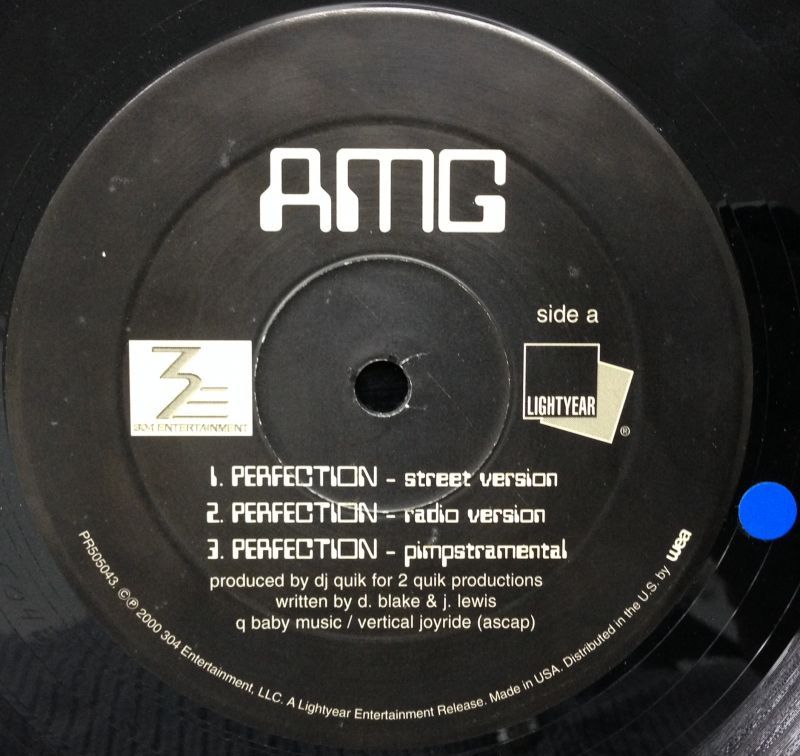 AMG
side a
304 ENTERTAINMENT
LIGHTYEAR ®
1. PERFECTION - street version
2. PERFECTION - radio version
3. PERFECTION - pimpstramental
produced by dj quik for 2 quik productions
written by d. blake & j. lewis
q baby music / vertical joyride (ascap)
PR505043. ©℗ 2000 304 Entertainment, LLC. A Lightyear Entertainment Release. Made in USA. Distributed in the U.S. by wea